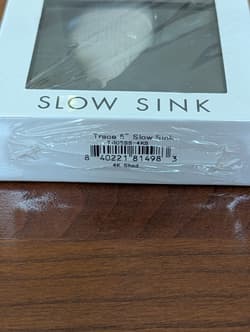 SLOW SINK
Trace 5" Slow Sink
8 40221 81498 3
4K Shad